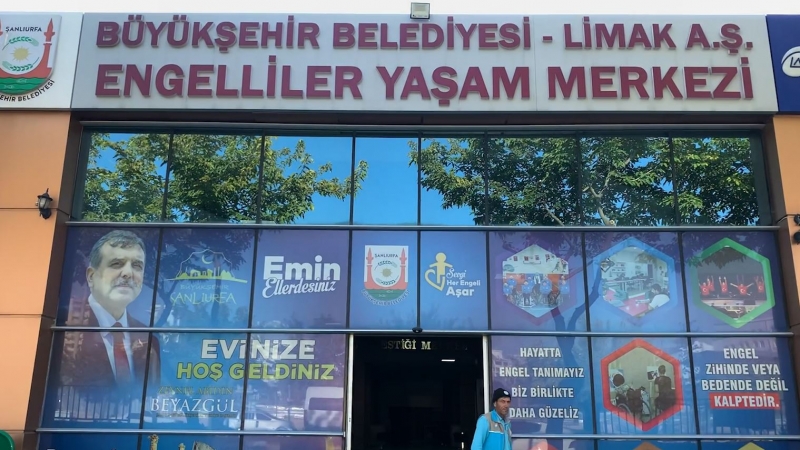 ŞANLIURFA
BÜYÜKŞEHİR BELEDİYESİ - LİMAK A.Ş.
ENGELLİLER YAŞAM MERKEZİ
ŞANLIURFA
Emin
Ellerdesiniz
ŞANLIURFA
Sevgi
Her Engeli
Aşar
EVİNİZE
HOŞ GELDİNİZ
BEYAZGÜL
HAYATTA
ENGEL TANIMAYIZ
BİZ BİRLİKTE
DAHA GÜZELİZ
ENGEL
ZİHİNDE VEYA
BEDENDE DEĞİL
KALPTEDİR.